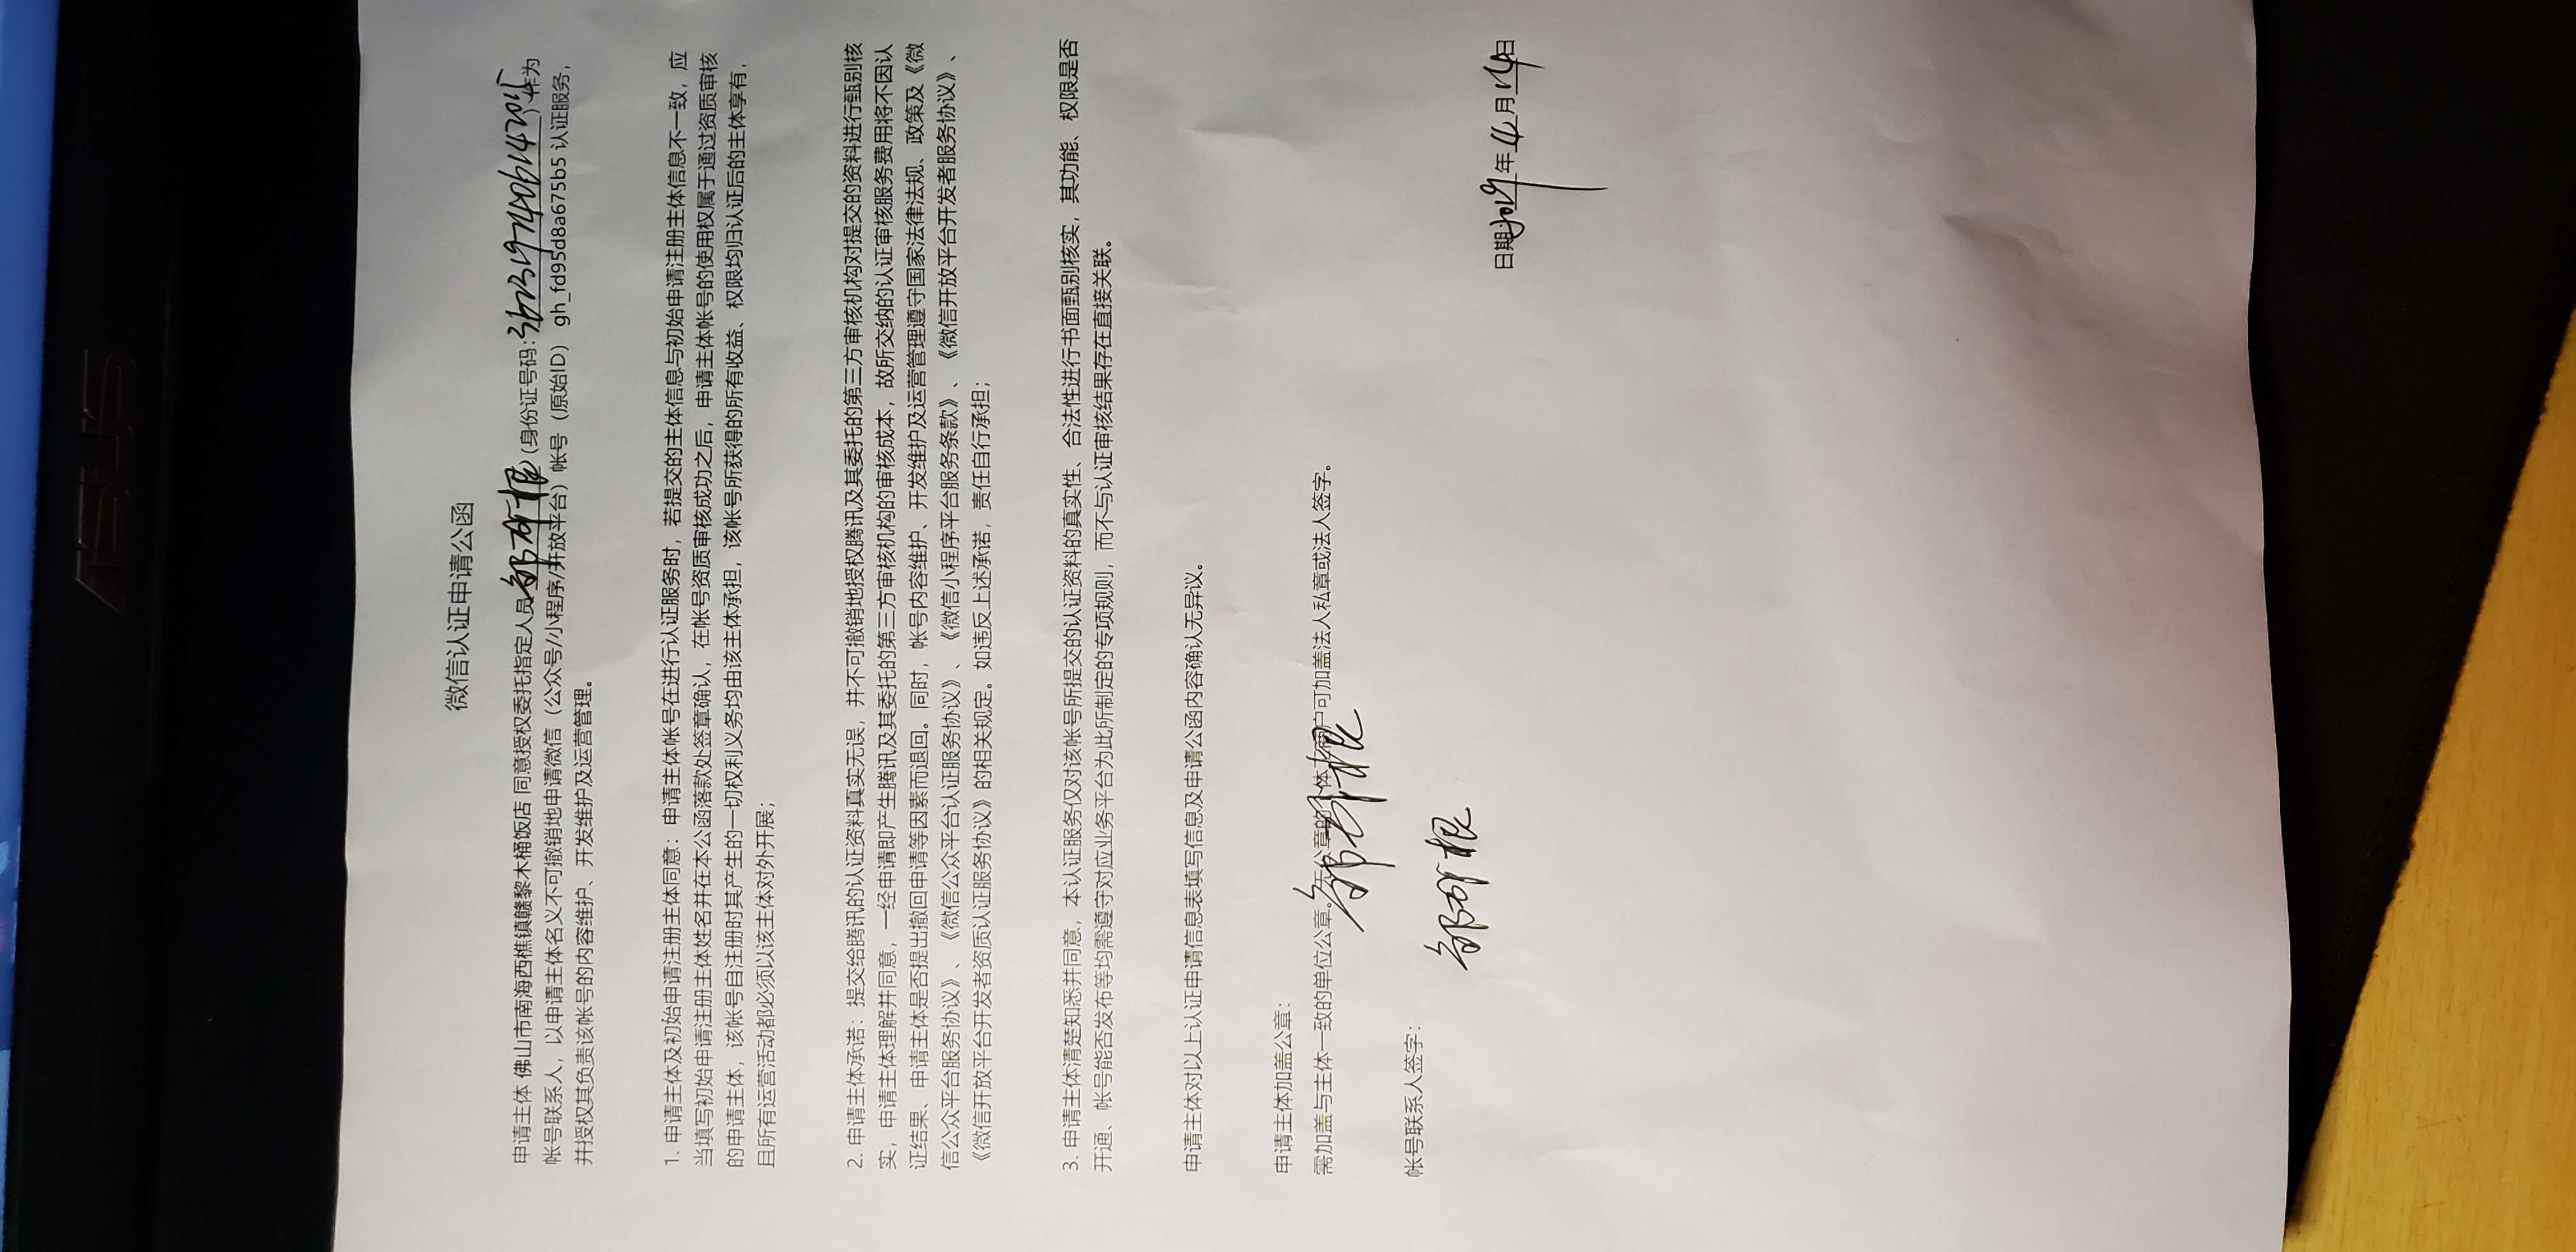 ASUS
微信认证申请公函
申请主体 佛山市南海西樵镇赣黎木桶饭店 同意授权委托指定人员 邹 根 (身份证号码: )作为
帐号联系人，以申请主体名义不可撤销地申请微信（公众号/小程序/开放平台）帐号（原始ID） gh_fd95d8a675b5 认证服务，
并授权其负责该帐号的内容维护、开发维护及运营管理。
1. 申请主体及初始申请注册主体同意：申请主体帐号在进行认证服务时，若提交的主体信息与初始申请注册主体信息不一致，应
当填写初始申请注册主体姓名并在本公函落款处签章确认，在帐号资质审核成功之后，申请主体帐号的使用权属于通过资质审核
的申请主体，该帐号自注册时其产生的一切权利义务均由该主体承担，该帐号所获得的所有收益、权限均归认证后的主体享有，
且所有运营活动都必须以该主体对外开展；
2. 申请主体承诺：提交给腾讯的认证资料真实无误，并不可撤销地授权腾讯及其委托的第三方审核机构对提交的资料进行甄别核
实，申请主体理解并同意，一经申请即产生腾讯及其委托的第三方审核机构的审核成本，故所交纳的认证审核服务费用将不因认
证结果、申请主体是否提出撤回申请等因素而退回。同时，帐号内容维护、开发维护及运营管理遵守国家法律法规、政策及《微
信公众平台服务协议》、《微信公众平台认证服务协议》、《微信小程序平台服务条款》、《微信开放平台开发者服务协议》、
《微信开放平台开发者资质认证服务协议》的相关规定。如违反上述承诺，责任自行承担；
3. 申请主体清楚知悉并同意，本认证服务仅对该帐号所提交的认证资料的真实性、合法性进行书面甄别核实，其功能、权限是否
开通、帐号能否发布等均需遵守对应业务平台为此所制定的专项规则，而不与认证审核结果存在直接关联。
申请主体对以上认证申请信息表填写信息及申请公函内容确认无异议。
申请主体加盖公章：
需加盖与主体一致的单位公章。无公章的个体工商户可加盖法人私章或法人签字。
邹 根
帐号联系人签字：
邹 根
日期2019年4月14日